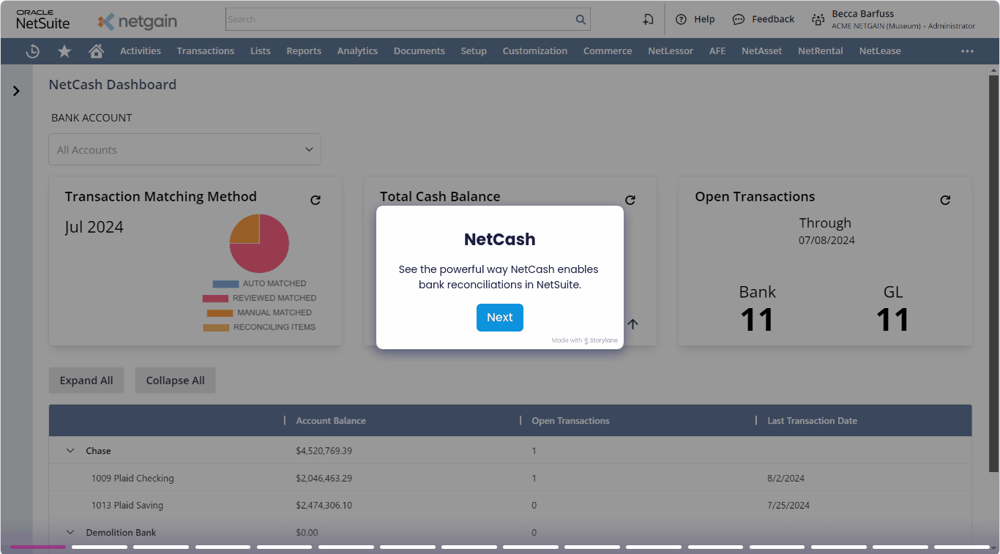 ORACLE
NetSuite
netgain
Search
Help
Feedback
Becca Barfuss
ACME NETGAIN (Museum) - Administrator
Activities
Transactions
Lists
Reports
Analytics
Documents
Setup
Customization
Commerce
NetLessor
AFE
NetAsset
NetRental
NetLease
NetCash Dashboard
BANK ACCOUNT
All Accounts
Transaction Matching Method
Jul 2024
AUTO MATCHED
REVIEWED MATCHED
MANUAL MATCHED
RECONCILING ITEMS
Total Cash Balance
NetCash
See the powerful way NetCash enables
bank reconciliations in NetSuite.
Next
Made with Storylane
Open Transactions
Through
07/08/2024
Bank GL
11 11
Expand All
Collapse All
Account Balance Open Transactions Last Transaction Date
Chase $4,520,769.39 1
1009 Plaid Checking $2,046,463.29 1 8/2/2024
1013 Plaid Saving $2,474,306.10 0 7/25/2024
Demolition Bank $0.00 0